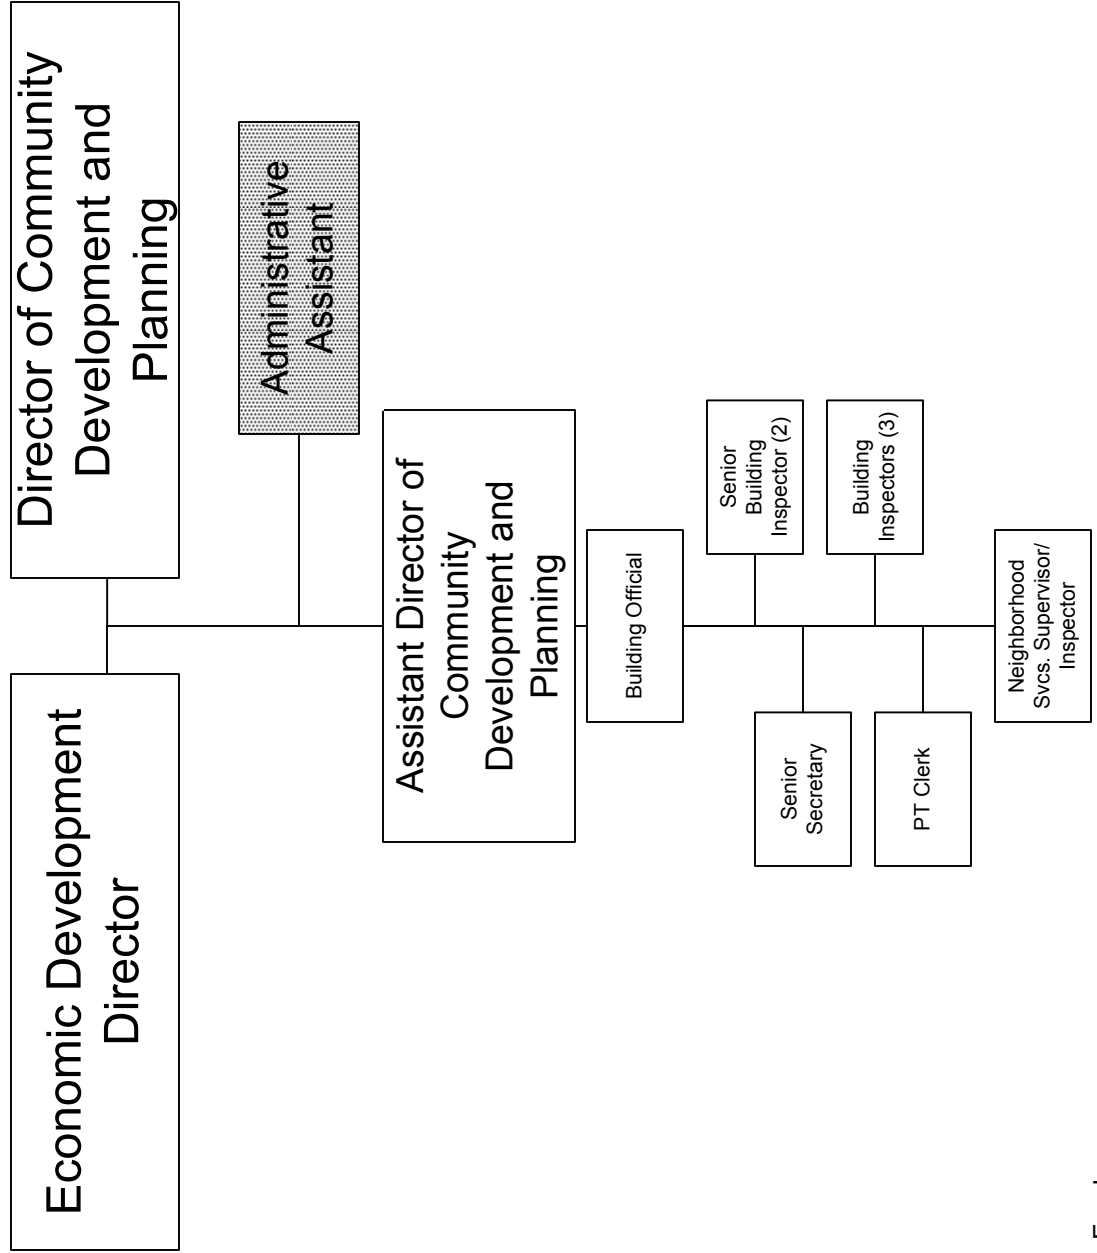 Economic Development
Director
Director of Community
Development and
Planning
Administrative
Assistant
Assistant Director of
Community
Development and
Planning
Building Official
Senior
Building
Inspector (2)
Senior
Secretary
Building
Inspectors (3)
PT Clerk
Neighborhood
Svcs. Supervisor/
Inspector